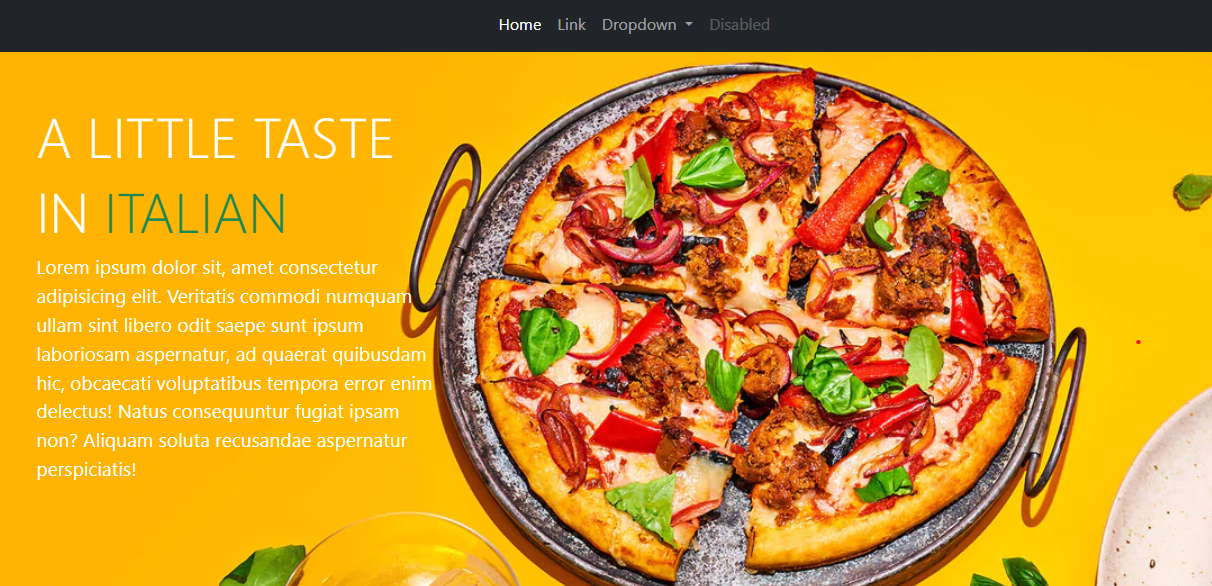 Home Link Dropdown Disabled
A LITTLE TASTE
IN ITALIAN
Lorem ipsum dolor sit, amet consectetur
adipisicing elit. Veritatis commodi numquam
ullam sint libero odit saepe sunt ipsum
laboriosam aspernatur, ad quaerat quibusdam
hic, obcaecati voluptatibus tempora error enim
delectus! Natus consequuntur fugiat ipsam
non? Aliquam soluta recusandae aspernatur
perspiciatis!